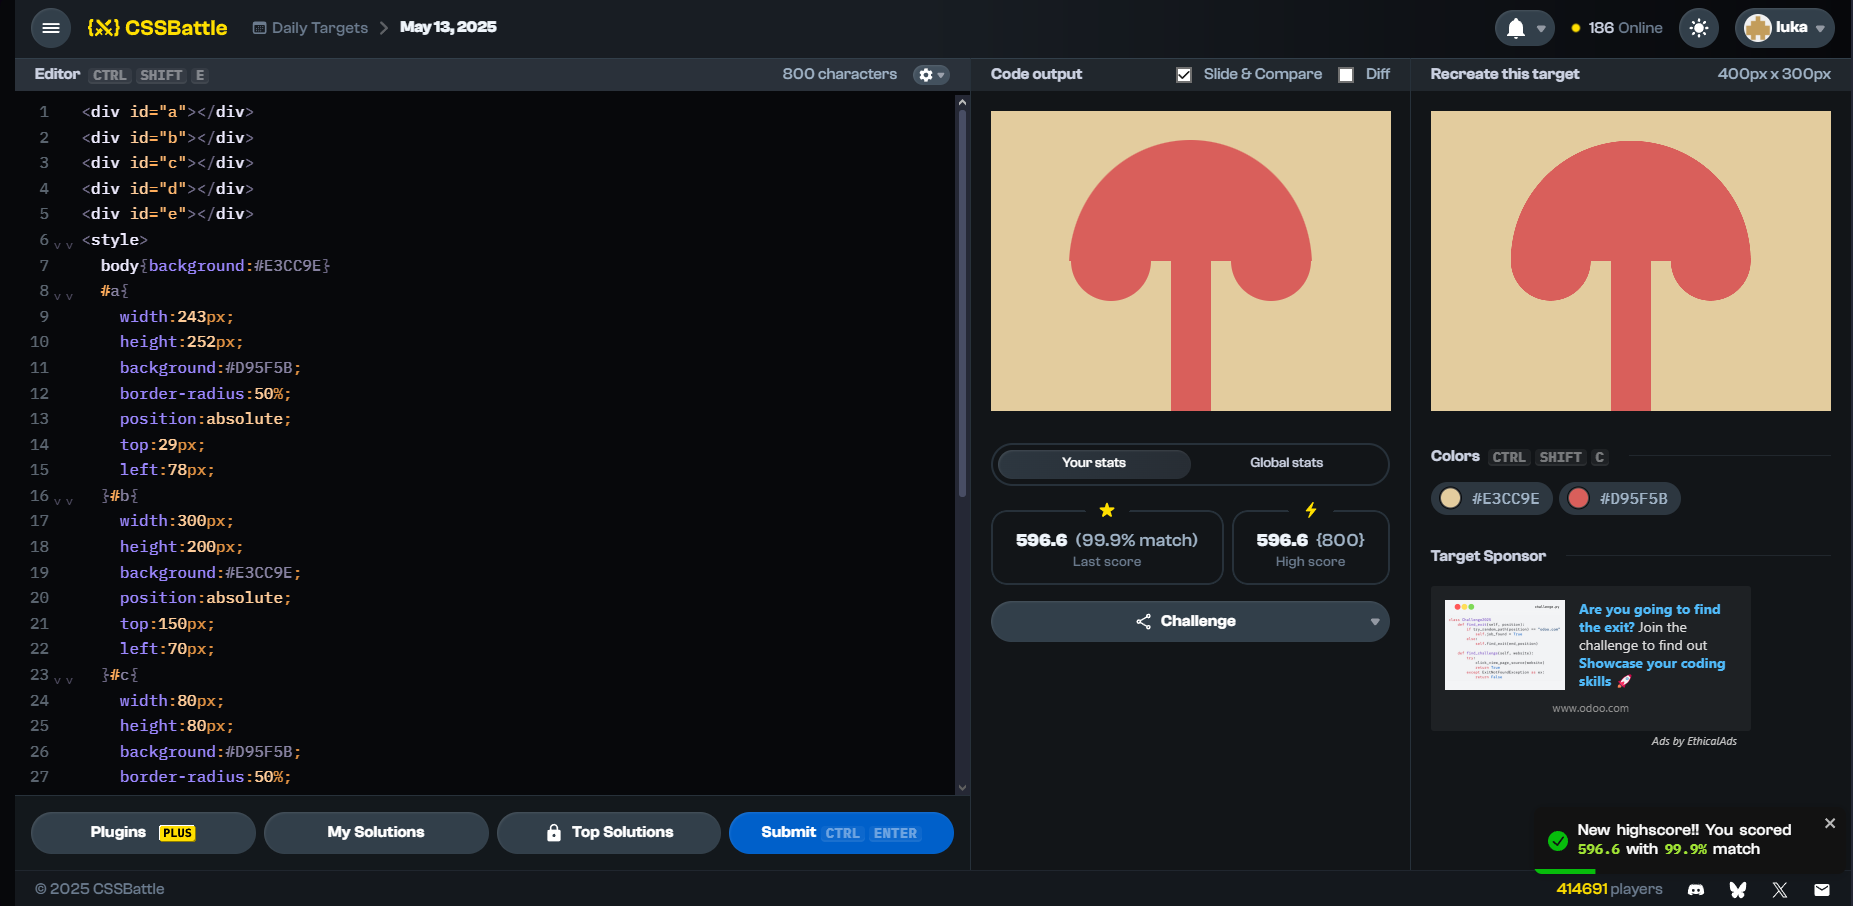 {X} CSSBattle
Daily Targets
May 13, 2025
186 Online
luka
Editor CTRL SHIFT E
800 characters
1 <div id="a"></div>
2 <div id="b"></div>
3 <div id="c"></div>
4 <div id="d"></div>
5 <div id="e"></div>
6 <style>
7 body{background:#E3CC9E}
8 #a{
9 width:243px;
10 height:252px;
11 background:#D95F5B;
12 border-radius:50%;
13 position:absolute;
14 top:29px;
15 left:78px;
16 }#b{
17 width:300px;
18 height:200px;
19 background:#E3CC9E;
20 position:absolute;
21 top:150px;
22 left:70px;
23 }#c{
24 width:80px;
25 height:80px;
26 background:#D95F5B;
27 border-radius:50%;
Plugins PLUS
My Solutions
Top Solutions
Submit CTRL ENTER
Code output
Slide & Compare
Diff
Your stats
Global stats
596.6 (99.9% match)
Last score
596.6 {800}
High score
Challenge
Recreate this target
400px x 300px
Colors CTRL SHIFT C
#E3CC9E
#D95F5B
Target Sponsor
Are you going to find
the exit? Join the
challenge to find out
Showcase your coding
skills 🚀
www.odoo.com
Ads by EthicalAds
New highscore!! You scored
596.6 with 99.9% match
© 2025 CSSBattle
414691 players